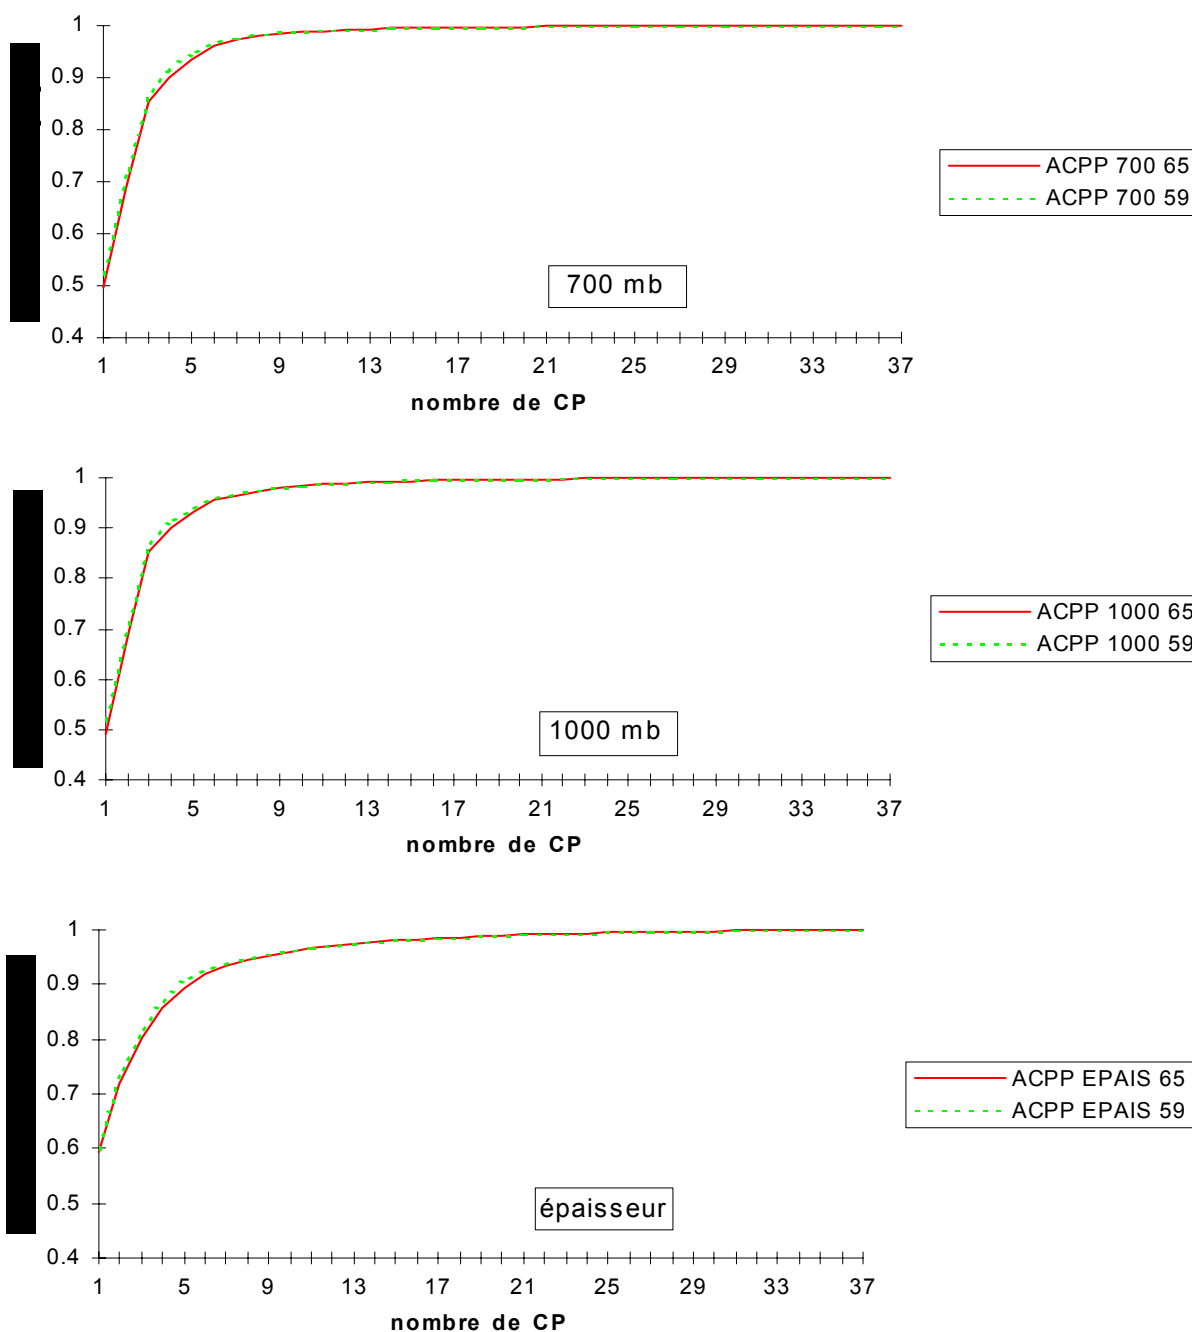 1
0.9
0.8
0.7
0.6
0.5
0.4
1 5 9 13 17 21 25 29 33 37
nombre de CP
700 mb
ACPP 700 65
ACPP 700 59
1
0.9
0.8
0.7
0.6
0.5
0.4
1 5 9 13 17 21 25 29 33 37
nombre de CP
1000 mb
ACPP 1000 65
ACPP 1000 59
1
0.9
0.8
0.7
0.6
0.5
0.4
1 5 9 13 17 21 25 29 33 37
nombre de CP
épaisseur
ACPP EPAIS 65
ACPP EPAIS 59